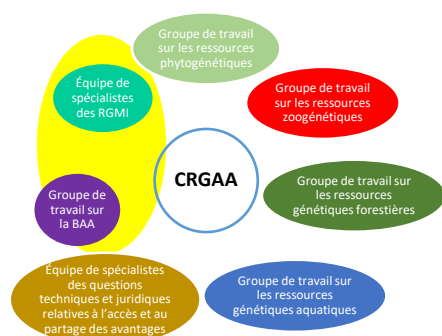 Groupe de travail
sur les ressources
phytogénétiques
Équipe de
spécialistes
des RGMI
Groupe de travail
sur les ressources
zoogénétiques
CRGAA
Groupe de travail sur
les ressources
génétiques forestières
Groupe de
travail sur
la BAA
Équipe de spécialistes
des questions
techniques et juridiques
relatives à l'accès et au
partage des avantages
Groupe de travail sur
les ressources
génétiques aquatiques